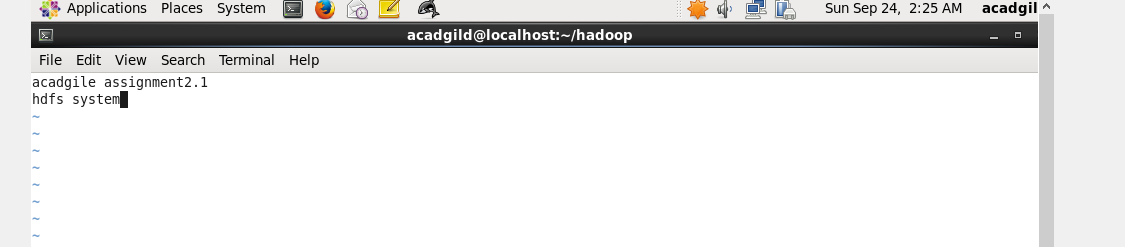 Applications Places System Sun Sep 24, 2:25 AM acadgil
acadgild@localhost:~/hadoop
File Edit View Search Terminal Help
acadgile assignment2.1
hdfs system
~
~
~
~
~
~
~
~